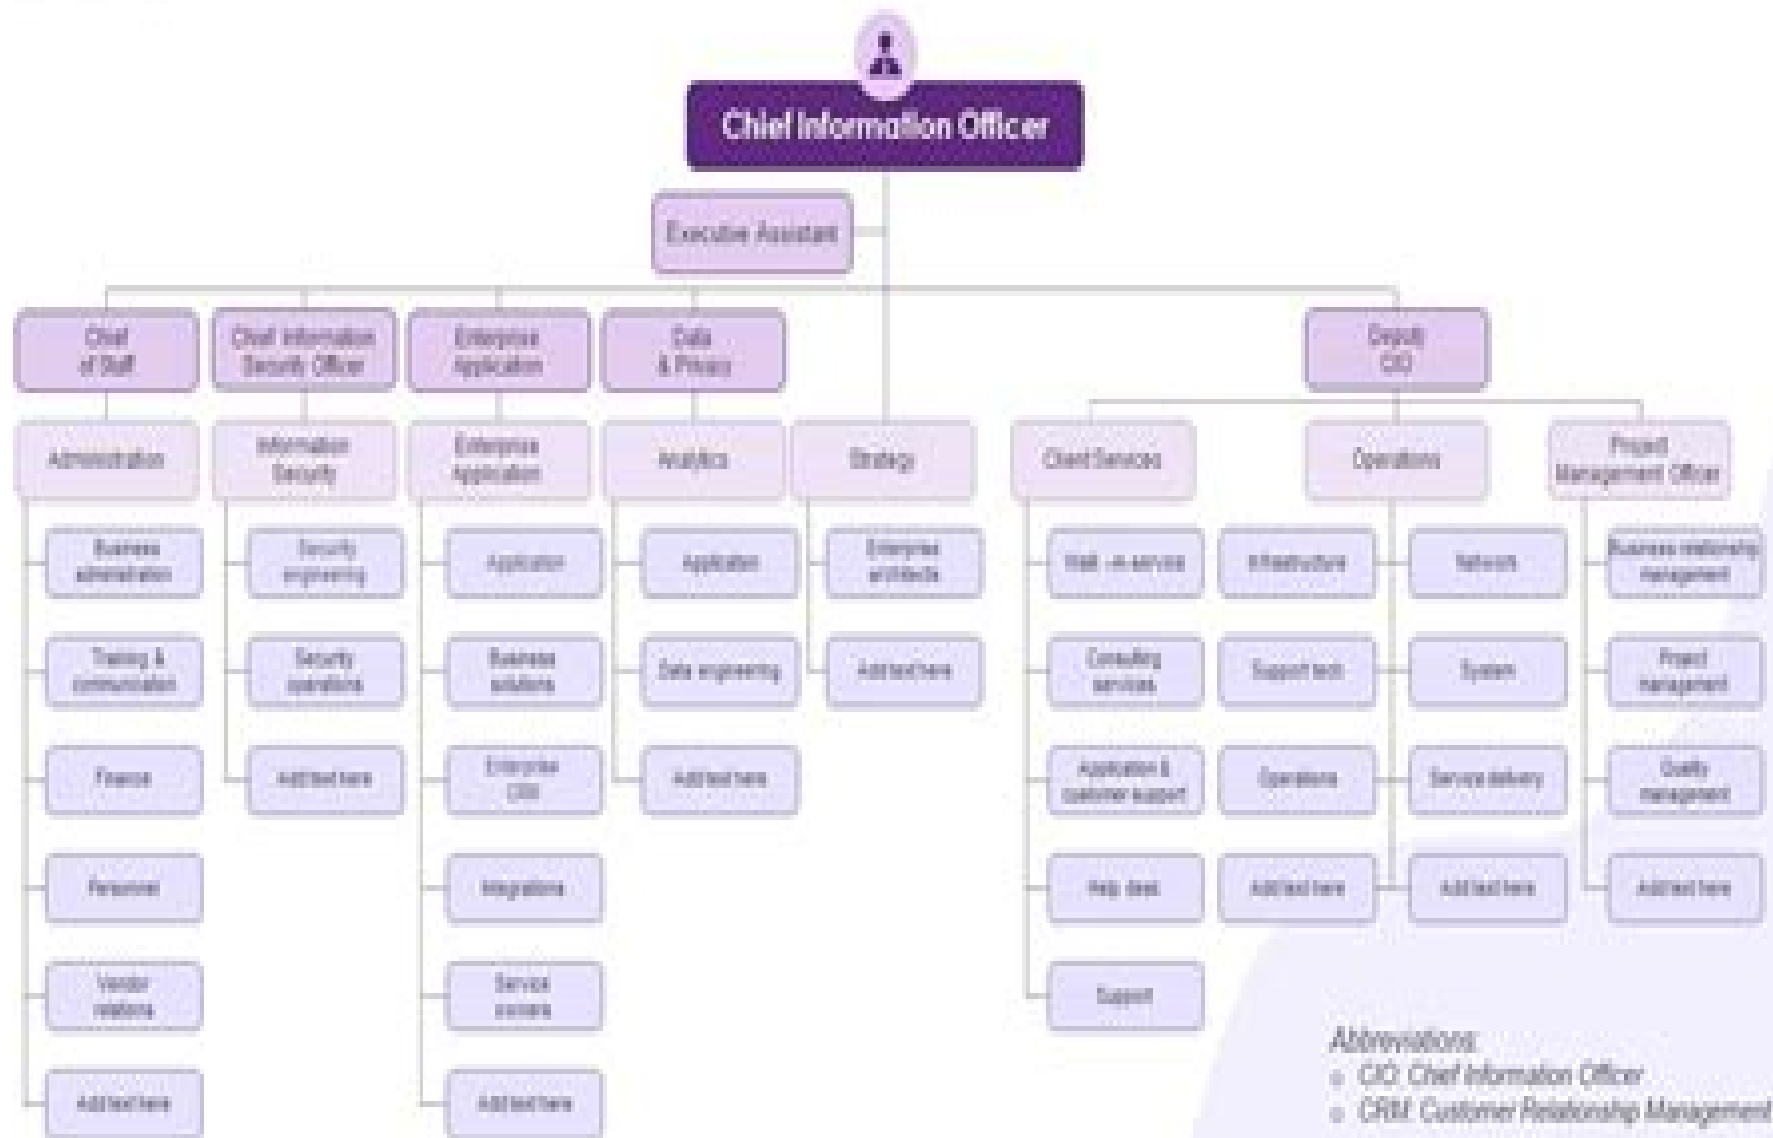 Chief Information Officer
Executive Assistant
Chief
of Staff
Chief Information
Security Officer
Enterprise
Application
Data
& Privacy
Deputy
CIO
Administration
Information
Security
Enterprise
Application
Analytics
Strategy
Client Services
Operations
Project
Management Officer
Business
administration
Security
engineering
Application
Application
Enterprise
architects
Walk -in service
Infrastructure
Network
Business relationship
management
Training &
communication
Security
operations
Business
solutions
Data engineering
Add text here
Consulting
services
Support tech
System
Project
management
Finance
Add text here
Enterprise
CRM
Add text here
Application &
customer support
Operations
Service delivery
Quality
management
Personnel
Integrations
Help desk
Add text here
Add text here
Add text here
Vendor
relations
Service
owners
Support
Add text here
Add text here
Abbreviations:
o CIO: Chief Information Officer
o CRM: Customer Relationship Management